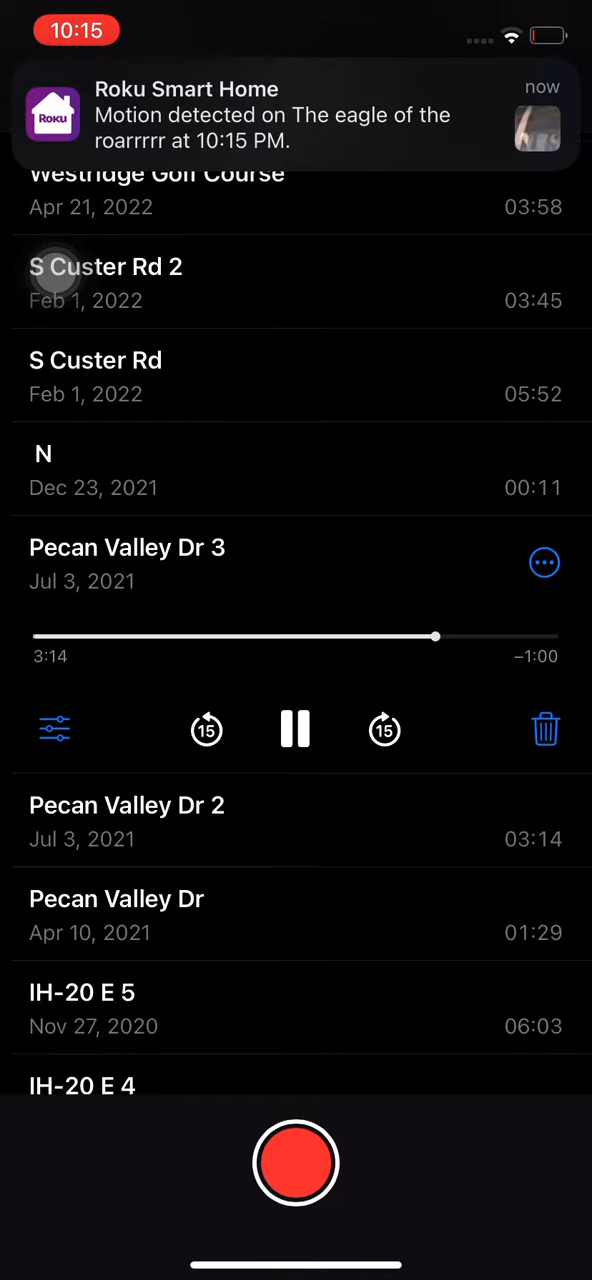 10:15
Roku Smart Home
now
Motion detected on The eagle of the
roarrrrr at 10:15 PM.
Roku
Westridge Golf Course
Apr 21, 2022
03:58
S Custer Rd 2
Feb 1, 2022
03:45
S Custer Rd
Feb 1, 2022
05:52
N
Dec 23, 2021
00:11
Pecan Valley Dr 3
Jul 3, 2021
3:14
–1:00
15
15
Pecan Valley Dr 2
Jul 3, 2021
03:14
Pecan Valley Dr
Apr 10, 2021
01:29
IH-20 E 5
Nov 27, 2020
06:03
IH-20 E 4